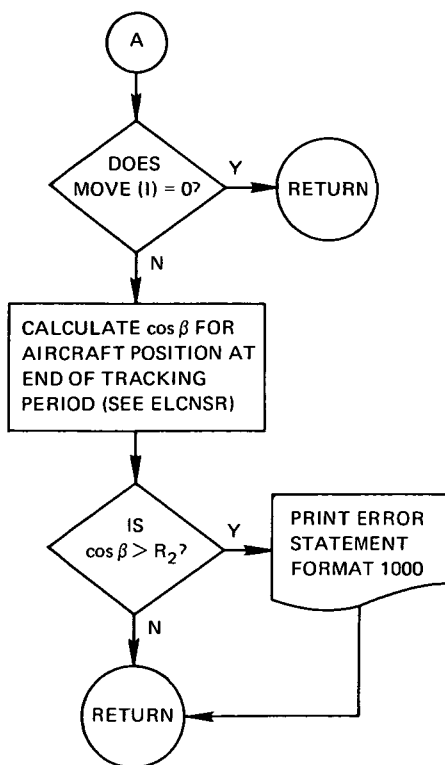 A
DOES
MOVE (I) = 0?
Y
RETURN
N
CALCULATE cos β FOR
AIRCRAFT POSITION AT
END OF TRACKING
PERIOD (SEE ELCNSR)
IS
cos β > R₂?
Y
PRINT ERROR
STATEMENT
FORMAT 1000
N
RETURN